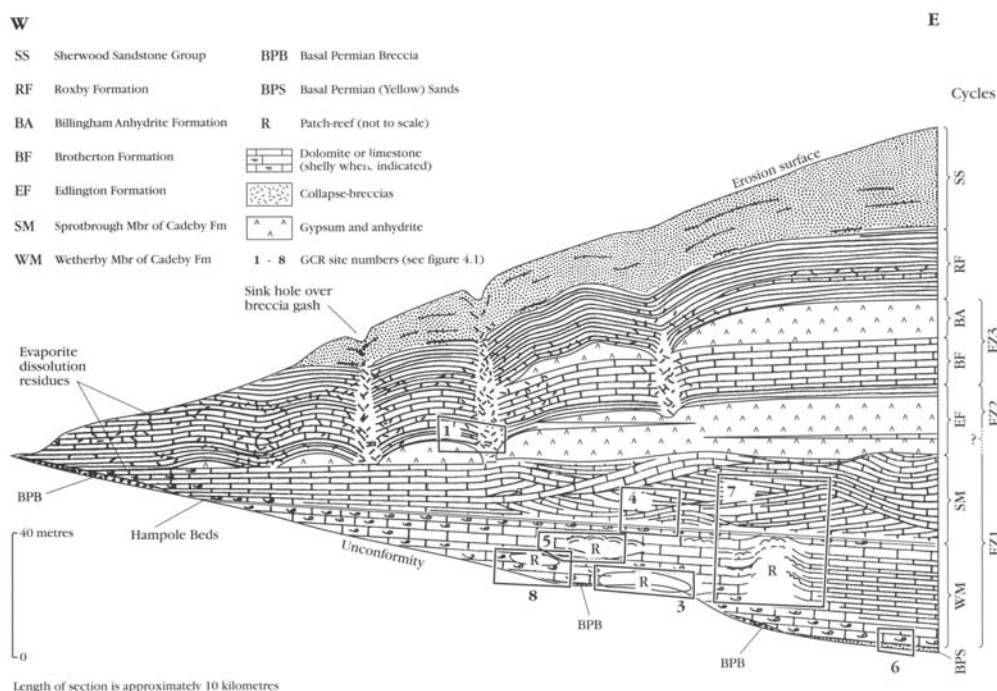 W
E
SS Sherwood Sandstone Group
RF Roxby Formation
BA Billingham Anhydrite Formation
BF Brotherton Formation
EF Edlington Formation
SM Sprotbrough Mbr of Cadeby Fm
WM Wetherby Mbr of Cadeby Fm
BPB Basal Permian Breccia
BPS Basal Permian (Yellow) Sands
R Patch-reef (not to scale)
Dolomite or limestone
(shelly where indicated)
Collapse-breccias
Gypsum and anhydrite
1 - 8 GCR site numbers (see figure 4.1)
Cycles
Erosion surface
SS
RF
BA
BF
EF
SM
WM
BPS
EZ3
EZ2
?
EZ1
Sink hole over
breccia gash
Evaporite
dissolution
residues
1
4
7
5
R
R
R
R
8
3
6
BPB
Hampole Beds
Unconformity
BPB
BPB
40 metres
0
Length of section is approximately 10 kilometres